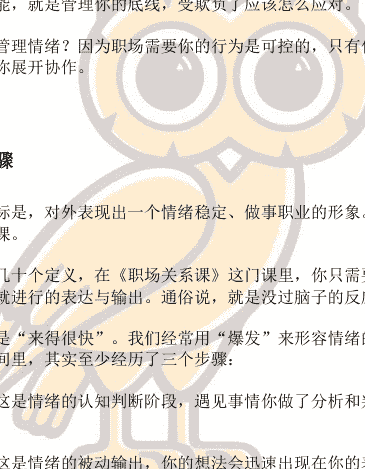 能，就是管理你的底线，受欺负了应该怎么应对。
管理情绪？因为职场需要你的行为是可控的，只有
你展开协作。
骤
标是，对外表现出一个情绪稳定、做事职业的形象。
课。
几十个定义，在《职场关系课》这门课里，你只需要
就进行的表达与输出。通俗说，就是没过脑子的反应
是“来得很快”。我们经常用“爆发”来形容情绪的
间里，其实至少经历了三个步骤：
这是情绪的认知判断阶段，遇见事情你做了分析和判
这是情绪的被动输出，你的想法会迅速出现在你的表